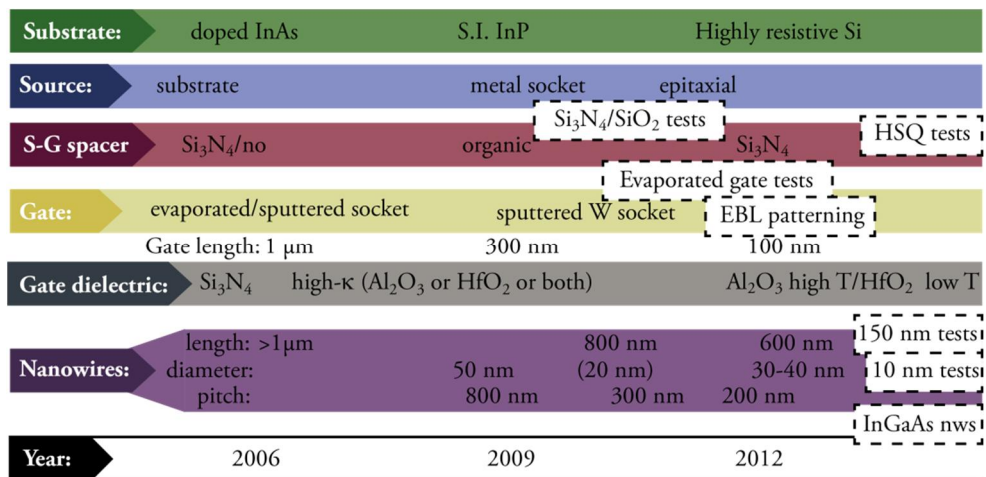 Substrate: doped InAs S.I. InP Highly resistive Si
Source: substrate metal socket epitaxial
Si₃N₄/SiO₂ tests
S-G spacer Si₃N₄/no organic Si₃N₄ HSQ tests
Evaporated gate tests
Gate: evaporated/sputtered socket sputtered W socket EBL patterning
Gate length: 1 μm 300 nm 100 nm
Gate dielectric: Si₃N₄ high-κ (Al₂O₃ or HfO₂ or both) Al₂O₃ high T/HfO₂ low T
length: >1μm 800 nm 600 nm 150 nm tests
Nanowires: diameter: 50 nm (20 nm) 30-40 nm 10 nm tests
pitch: 800 nm 300 nm 200 nm
InGaAs nws
Year: 2006 2009 2012